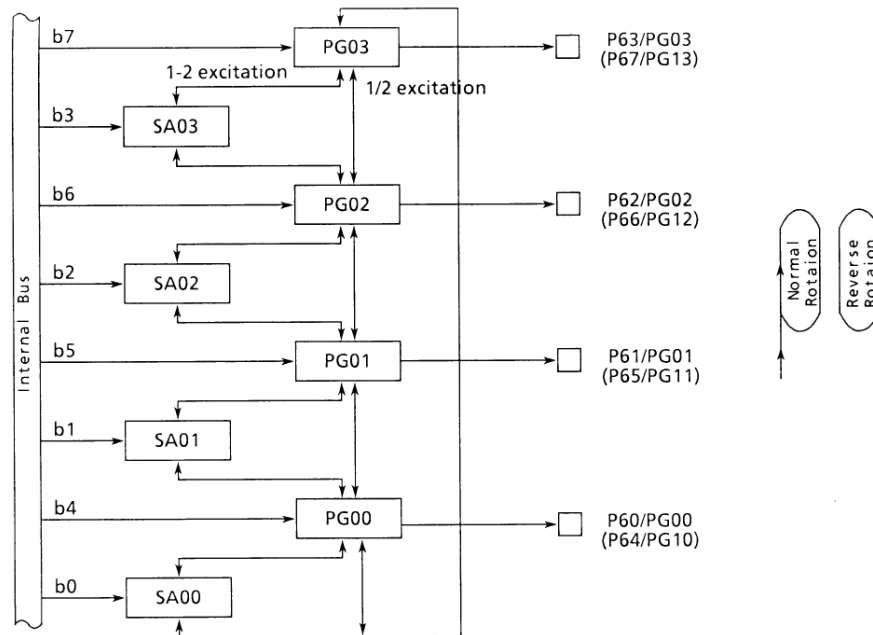 b7
PG03
P63/PG03
(P67/PG13)
1-2 excitation
1/2 excitation
b3
SA03
b6
PG02
P62/PG02
(P66/PG12)
b2
SA02
Normal
Rotaion
Reverse
Rotaion
Internal Bus
b5
PG01
P61/PG01
(P65/PG11)
b1
SA01
b4
PG00
P60/PG00
(P64/PG10)
b0
SA00